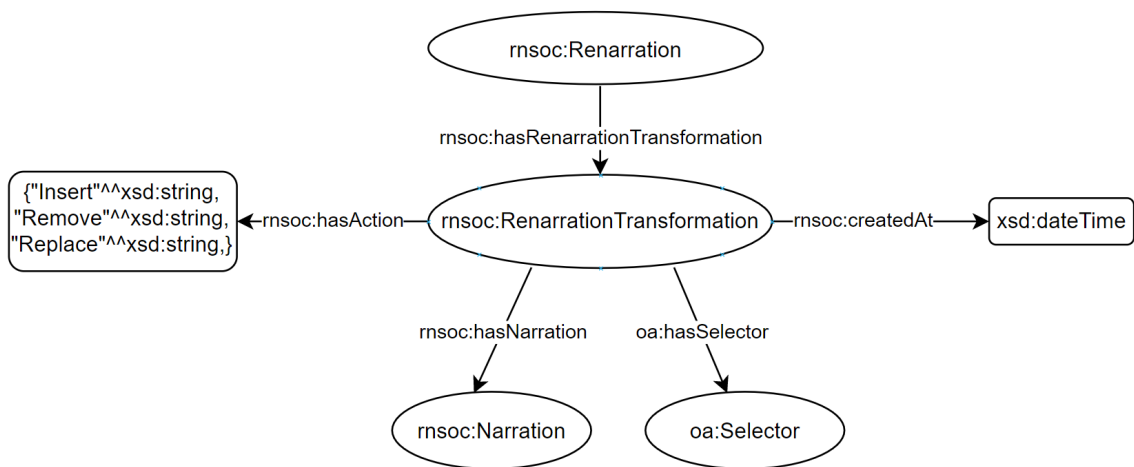 rnsoc:Renarration
rnsoc:hasRenarrationTransformation
{"Insert"^^xsd:string,
"Remove"^^xsd:string,
"Replace"^^xsd:string,}
rnsoc:hasAction
rnsoc:RenarrationTransformation
rnsoc:createdAt
xsd:dateTime
rnsoc:hasNarration
oa:hasSelector
rnsoc:Narration
oa:Selector